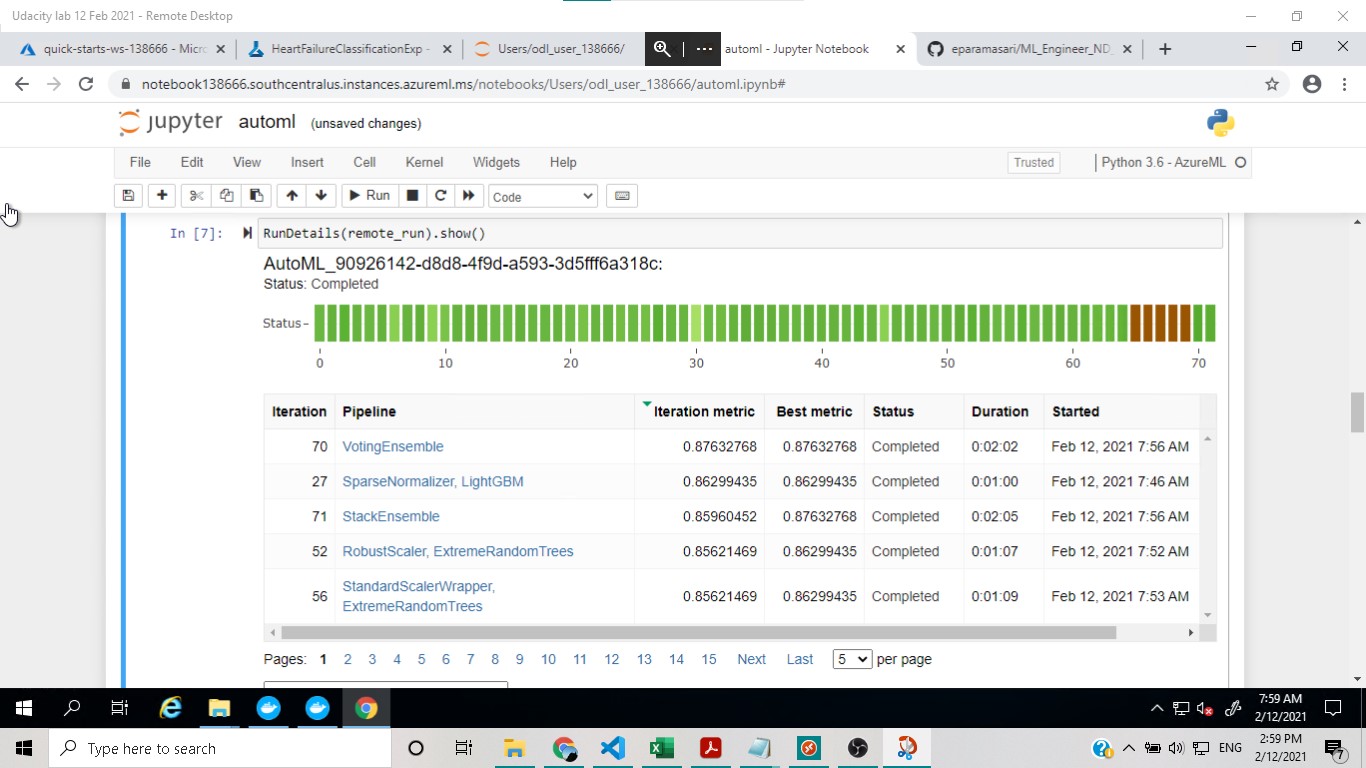 Udacity lab 12 Feb 2021 - Remote Desktop
quick-starts-ws-138666 - Micr
HeartFailureClassificationExp -
Users/odl_user_138666/
automl - Jupyter Notebook
eparamasari/ML_Engineer_ND_
notebook138666.southcentralus.instances.azureml.ms/notebooks/Users/odl_user_138666/automl.ipynb#
jupyter automl (unsaved changes)
File Edit View Insert Cell Kernel Widgets Help Trusted Python 3.6 - AzureML
Run Code
In [7]: RunDetails(remote_run).show()
AutoML_90926142-d8d8-4f9d-a593-3d5fff6a318c:
Status: Completed
Status
0 10 20 30 40 50 60 70
Iteration Pipeline Iteration metric Best metric Status Duration Started
70 VotingEnsemble 0.87632768 0.87632768 Completed 0:02:02 Feb 12, 2021 7:56 AM
27 SparseNormalizer, LightGBM 0.86299435 0.86299435 Completed 0:01:00 Feb 12, 2021 7:46 AM
71 StackEnsemble 0.85960452 0.87632768 Completed 0:02:05 Feb 12, 2021 7:56 AM
52 RobustScaler, ExtremeRandomTrees 0.85621469 0.86299435 Completed 0:01:07 Feb 12, 2021 7:52 AM
56 StandardScalerWrapper, ExtremeRandomTrees 0.85621469 0.86299435 Completed 0:01:09 Feb 12, 2021 7:53 AM
Pages: 1 2 3 4 5 6 7 8 9 10 11 12 13 14 15 Next Last 5 per page
7:59 AM
2/12/2021
Type here to search
ENG
2:59 PM
2/12/2021
7